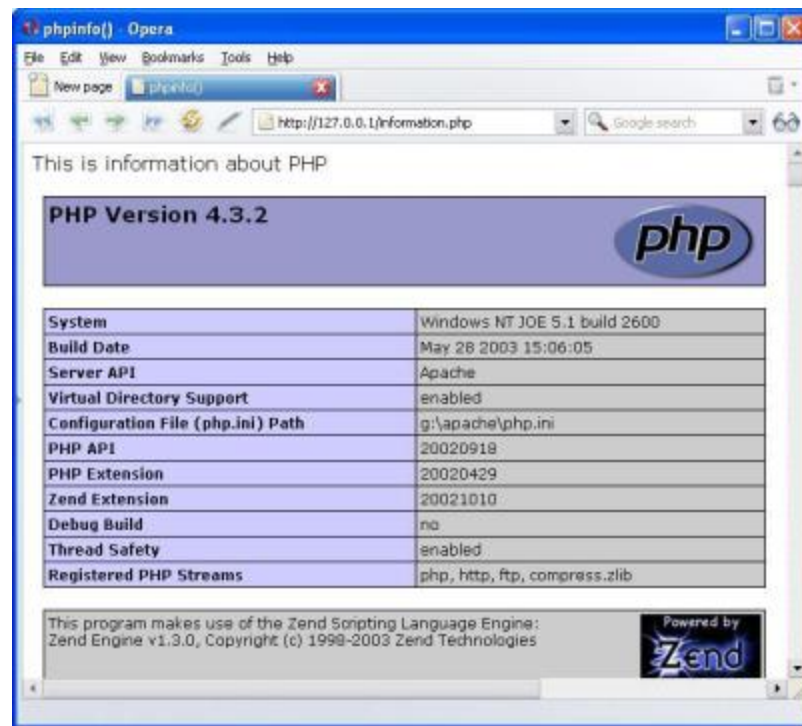 phpinfo() - Opera
File Edit View Bookmarks Tools Help
New page phpinfo()
http://127.0.0.1/information.php Google search
This is information about PHP
PHP Version 4.3.2
php
System Windows NT JOE 5.1 build 2600
Build Date May 28 2003 15:06:05
Server API Apache
Virtual Directory Support enabled
Configuration File (php.ini) Path g:\apache\php.ini
PHP API 20020918
PHP Extension 20020429
Zend Extension 20021010
Debug Build no
Thread Safety enabled
Registered PHP Streams php, http, ftp, compress.zlib
This program makes use of the Zend Scripting Language Engine:
Zend Engine v1.3.0, Copyright (c) 1998-2003 Zend Technologies
Powered by
Zend